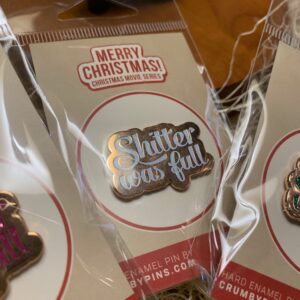 MERRY
CHRISTMAS!
CHRISTMAS MOVIE SERIES
Shitter
was full
ENAMEL PIN BY
BYPINS.COM
HARD ENAMEL
CRUMBY